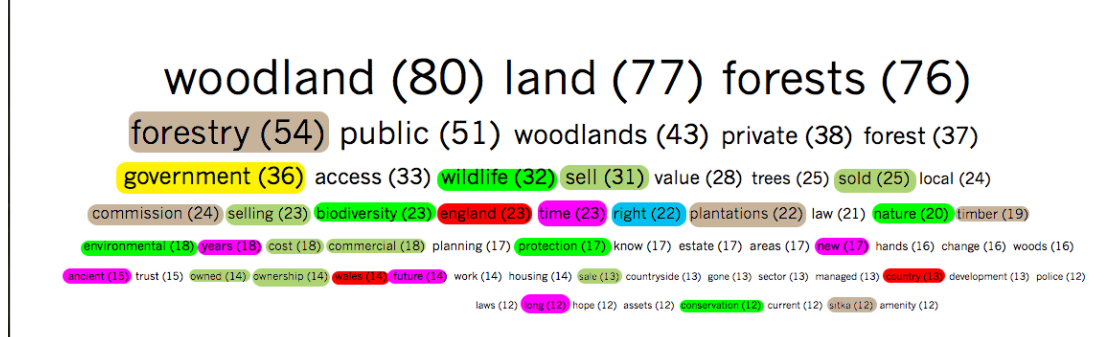 woodland (80) land (77) forests (76)
forestry (54) public (51) woodlands (43) private (38) forest (37)
government (36) access (33) wildlife (32) sell (31) value (28) trees (25) sold (25) local (24)
commission (24) selling (23) biodiversity (23) england (23) time (23) right (22) plantations (22) law (21) nature (20) timber (19)
environmental (18) years (18) cost (18) commercial (18) planning (17) protection (17) know (17) estate (17) areas (17) new (17) hands (16) change (16) woods (16)
ancient (15) trust (15) owned (14) ownership (14) wales (14) future (14) work (14) housing (14) sale (13) countryside (13) gone (13) sector (13) managed (13) country (13) development (13) police (12)
laws (12) long (12) hope (12) assets (12) conservation (12) current (12) sitka (12) amenity (12)